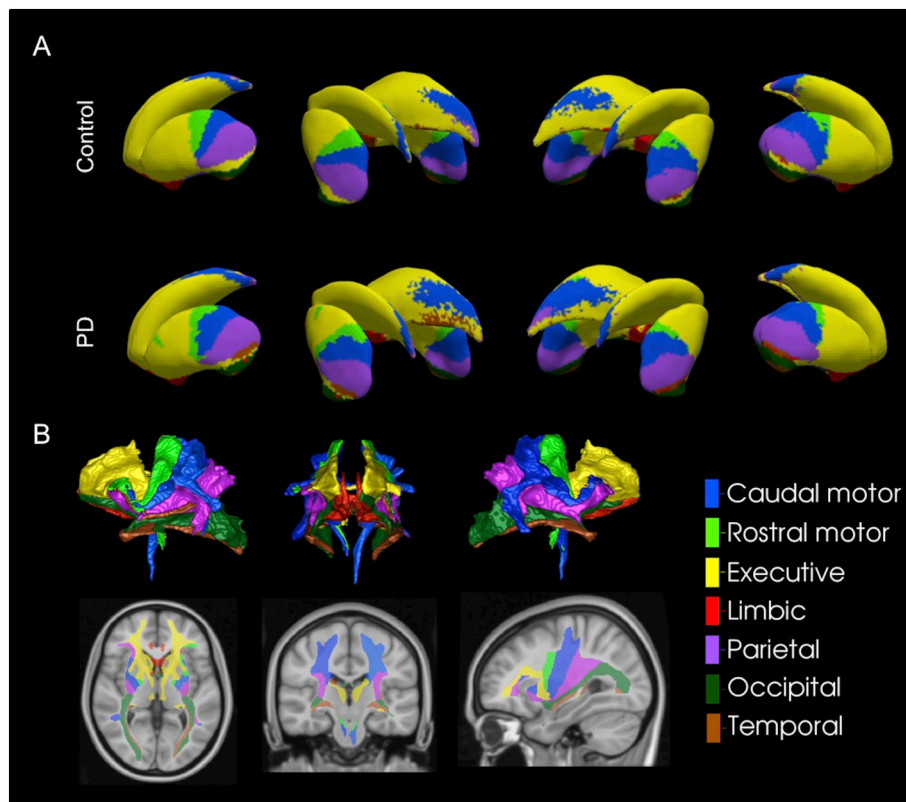 A
Control
PD
B
Caudal motor
Rostral motor
Executive
Limbic
Parietal
Occipital
Temporal